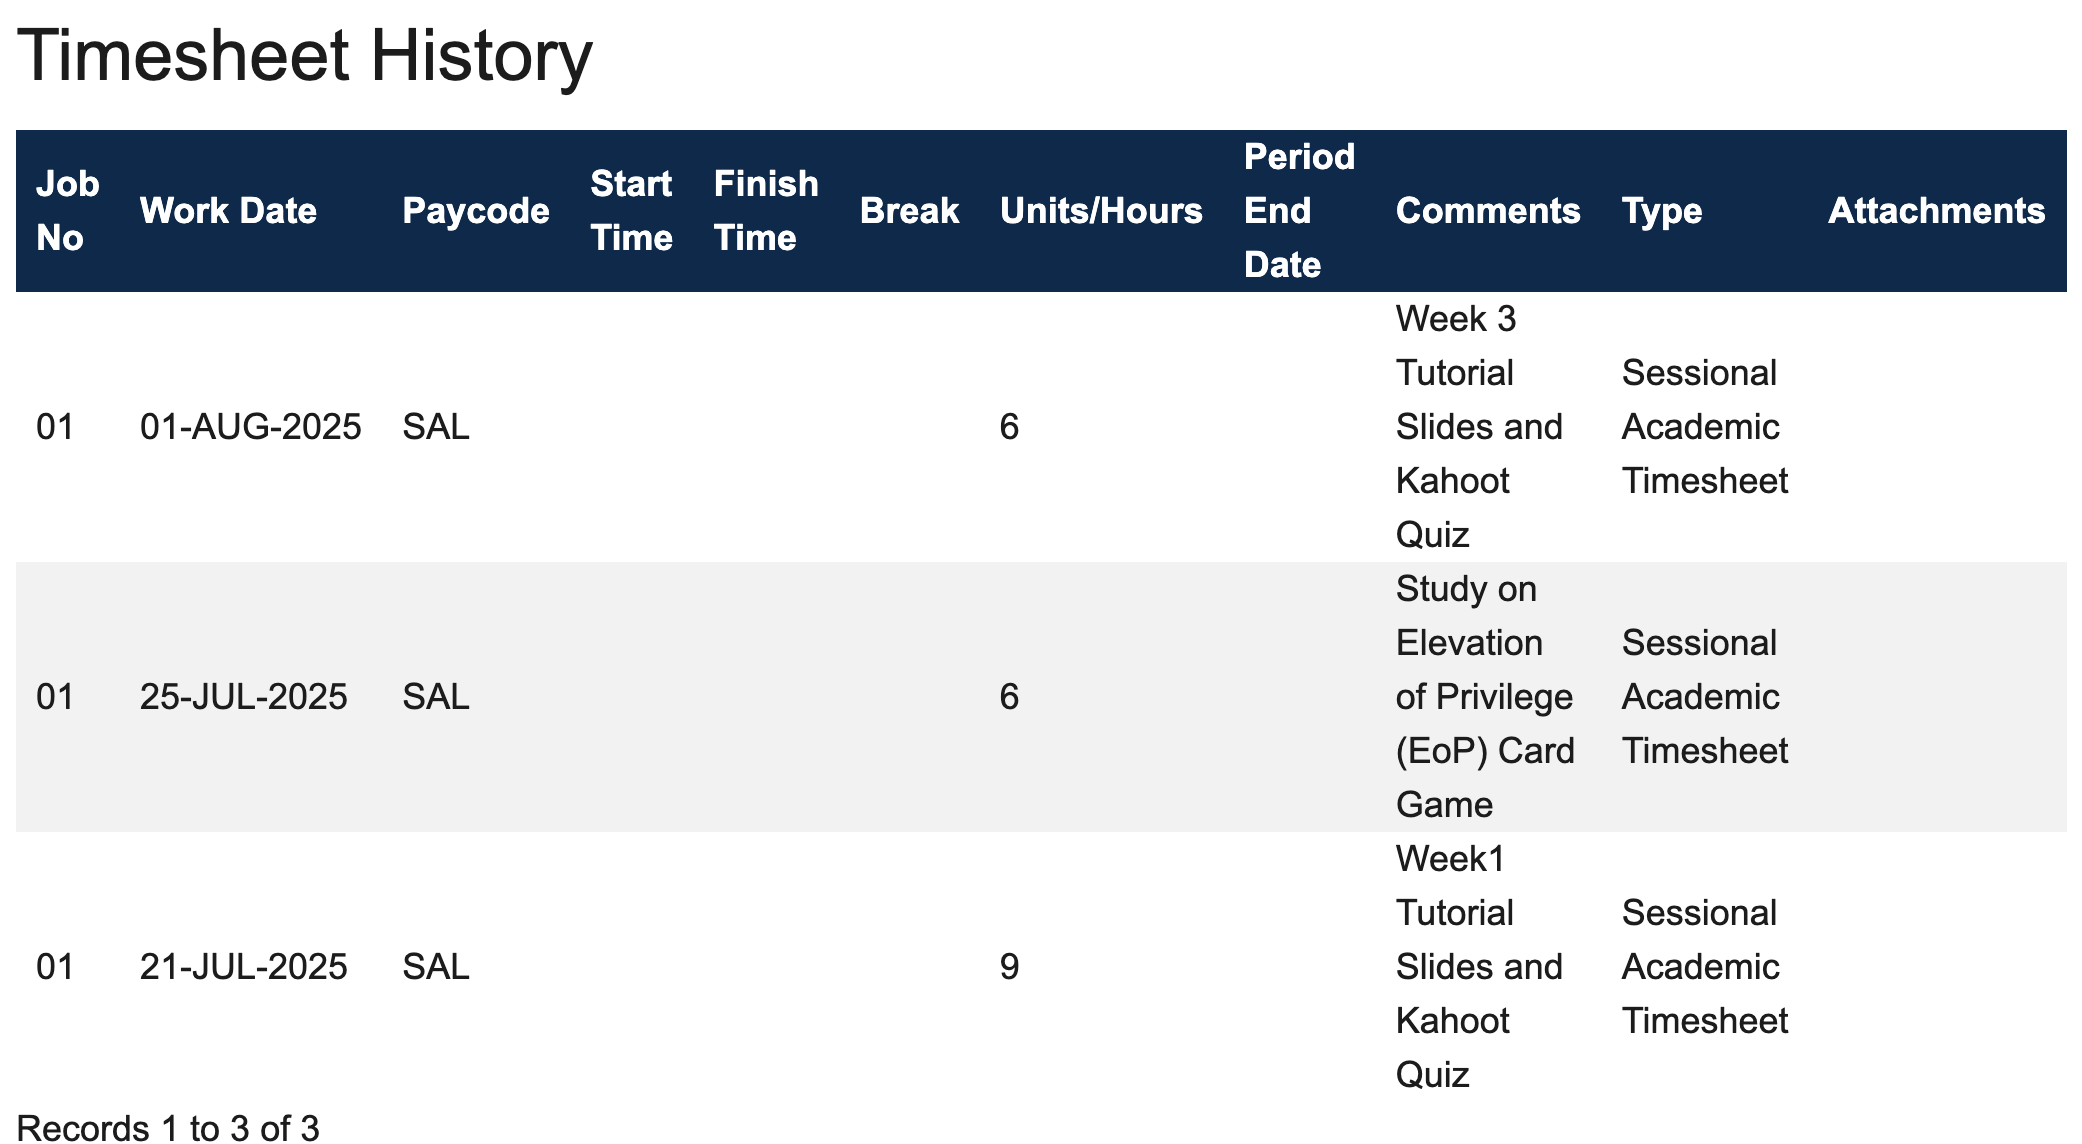 Timesheet History
Job No Work Date Paycode Start Time Finish Time Break Units/Hours Period End Date Comments Type Attachments
01 01-AUG-2025 SAL 6 Week 3 Tutorial Slides and Kahoot Quiz Sessional Academic Timesheet
01 25-JUL-2025 SAL 6 Study on Elevation of Privilege (EoP) Card Game Sessional Academic Timesheet
01 21-JUL-2025 SAL 9 Week1 Tutorial Slides and Kahoot Quiz Sessional Academic Timesheet
Records 1 to 3 of 3